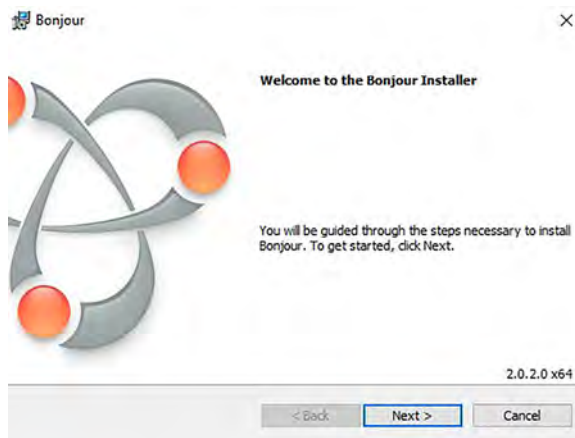 Bonjour
Welcome to the Bonjour Installer
You will be guided through the steps necessary to install
Bonjour. To get started, click Next.
2.0.2.0 x64
< Back
Next >
Cancel